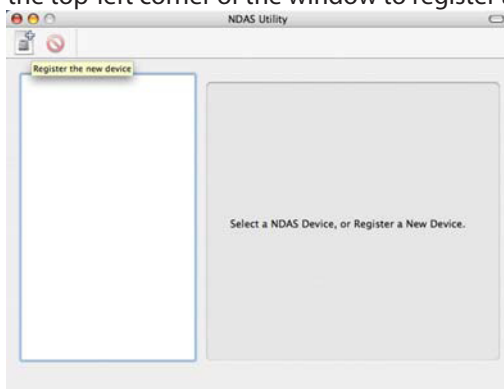 the top-left corner of the window to register
NDAS Utility
Register the new device
Select a NDAS Device, or Register a New Device.